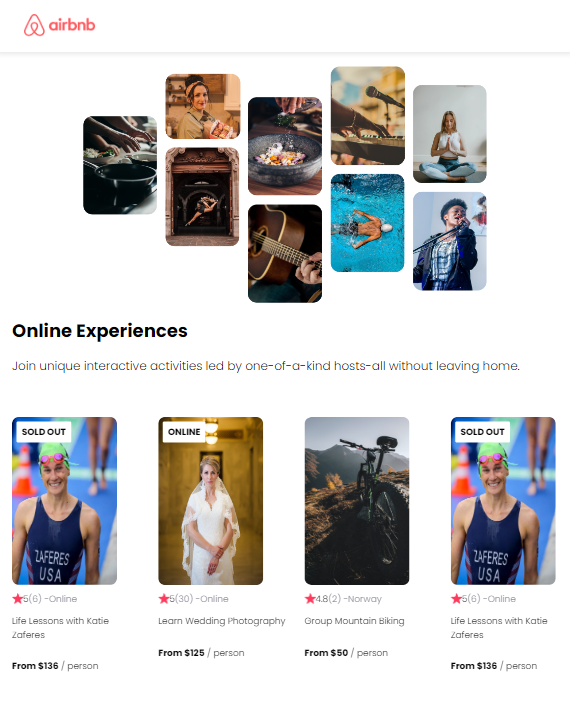 airbnb
Online Experiences
Join unique interactive activities led by one-of-a-kind hosts-all without leaving home.
SOLD OUT
ZAFERES
USA
5(6) -Online
Life Lessons with Katie
Zaferes
From $136 / person
ONLINE
5(30) -Online
Learn Wedding Photography
From $125 / person
4.8(2) -Norway
Group Mountain Biking
From $50 / person
SOLD OUT
ZAFERES
USA
5(6) -Online
Life Lessons with Katie
Zaferes
From $136 / person